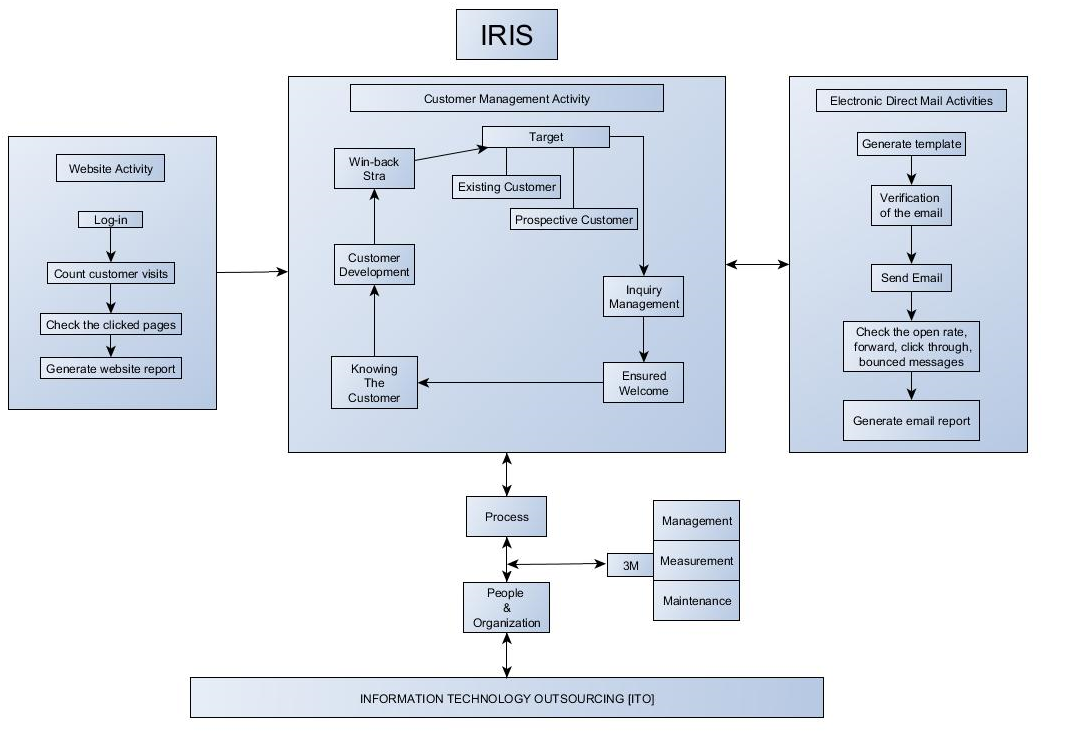 IRIS
Website Activity
Log-in
Count customer visits
Check the clicked pages
Generate website report
Customer Management Activity
Target
Existing Customer
Prospective Customer
Win-back
Stra
Customer
Development
Knowing
The
Customer
Inquiry
Management
Ensured
Welcome
Electronic Direct Mail Activities
Generate template
Verification
of the email
Send Email
Check the open rate,
forward, click through,
bounced messages
Generate email report
Process
3M
Management
Measurement
Maintenance
People
&
Organization
INFORMATION TECHNOLOGY OUTSOURCING [ITO]